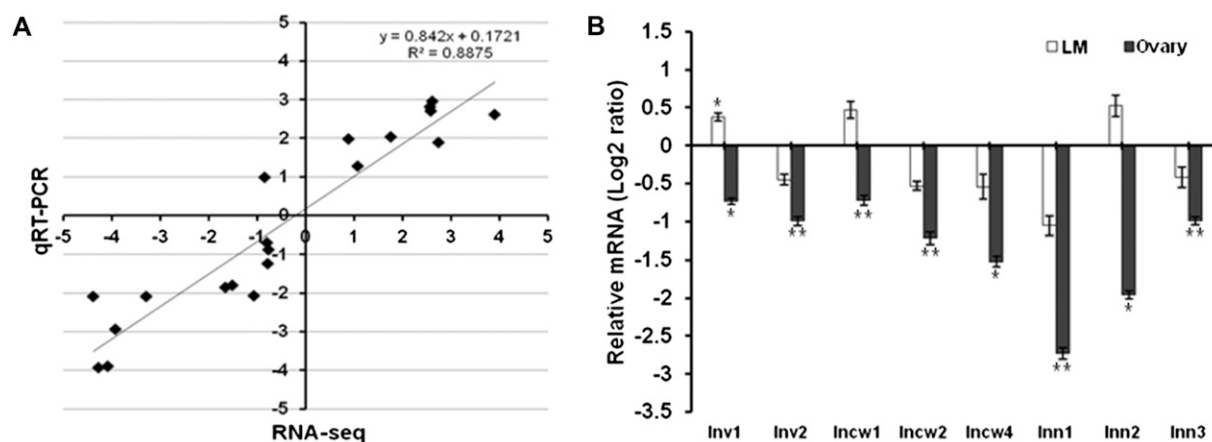 A
y = 0.842x + 0.1721
R² = 0.8875
5
4
3
2
1
0
-1
-2
-3
-4
-5
-5 -4 -3 -2 -1 0 1 2 3 4 5
qRT-PCR
RNA-seq
B
LM Ovary
1.5
1
0.5
0
-0.5
-1
-1.5
-2
-2.5
-3
-3.5
Relative mRNA (Log2 ratio)
*
* ** ** ** * ** * **
Inv1 Inv2 Incw1 Incw2 Incw4 Inn1 Inn2 Inn3